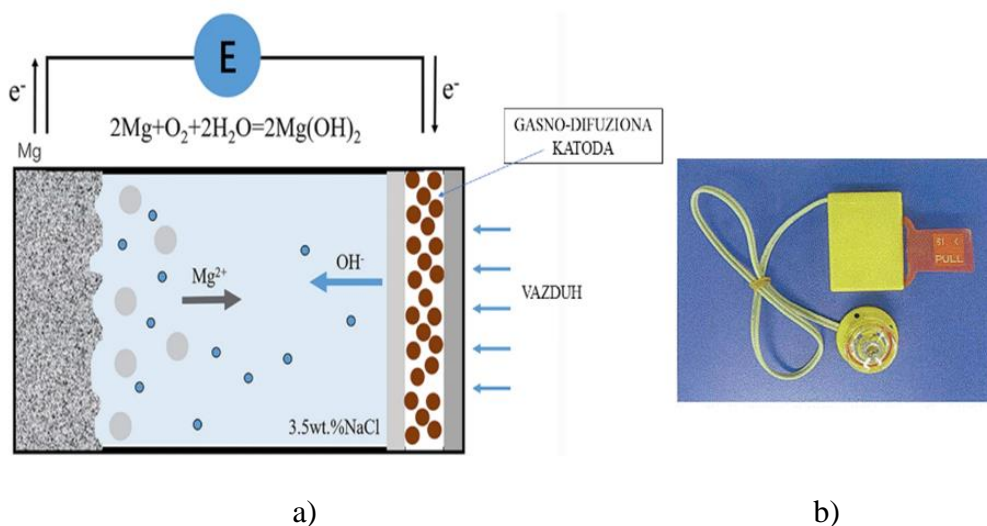 E
e-
e-
2Mg+O2+2H2O=2Mg(OH)2
Mg
GASNO-DIFUZIONA
KATODA
Mg2+
OH-
VAZDUH
3.5wt.%NaCl
PULL
a)
b)